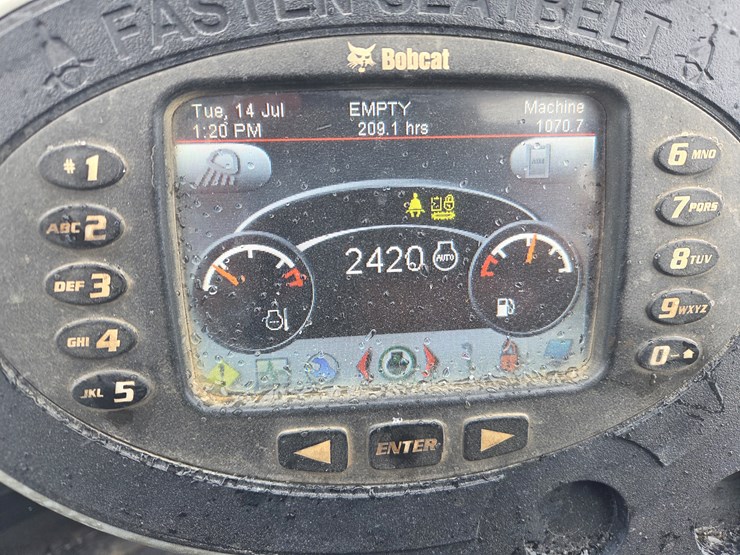 FASTEN SEATBELT
Bobcat
Tue, 14 Jul EMPTY Machine
1:20 PM 209.1 hrs 1070.7
# 1
ABC 2
DEF 3
GHI 4
JKL 5
6 MNO
7 PQRS
8 TUV
9 WXYZ
0
2420 AUTO
ENTER